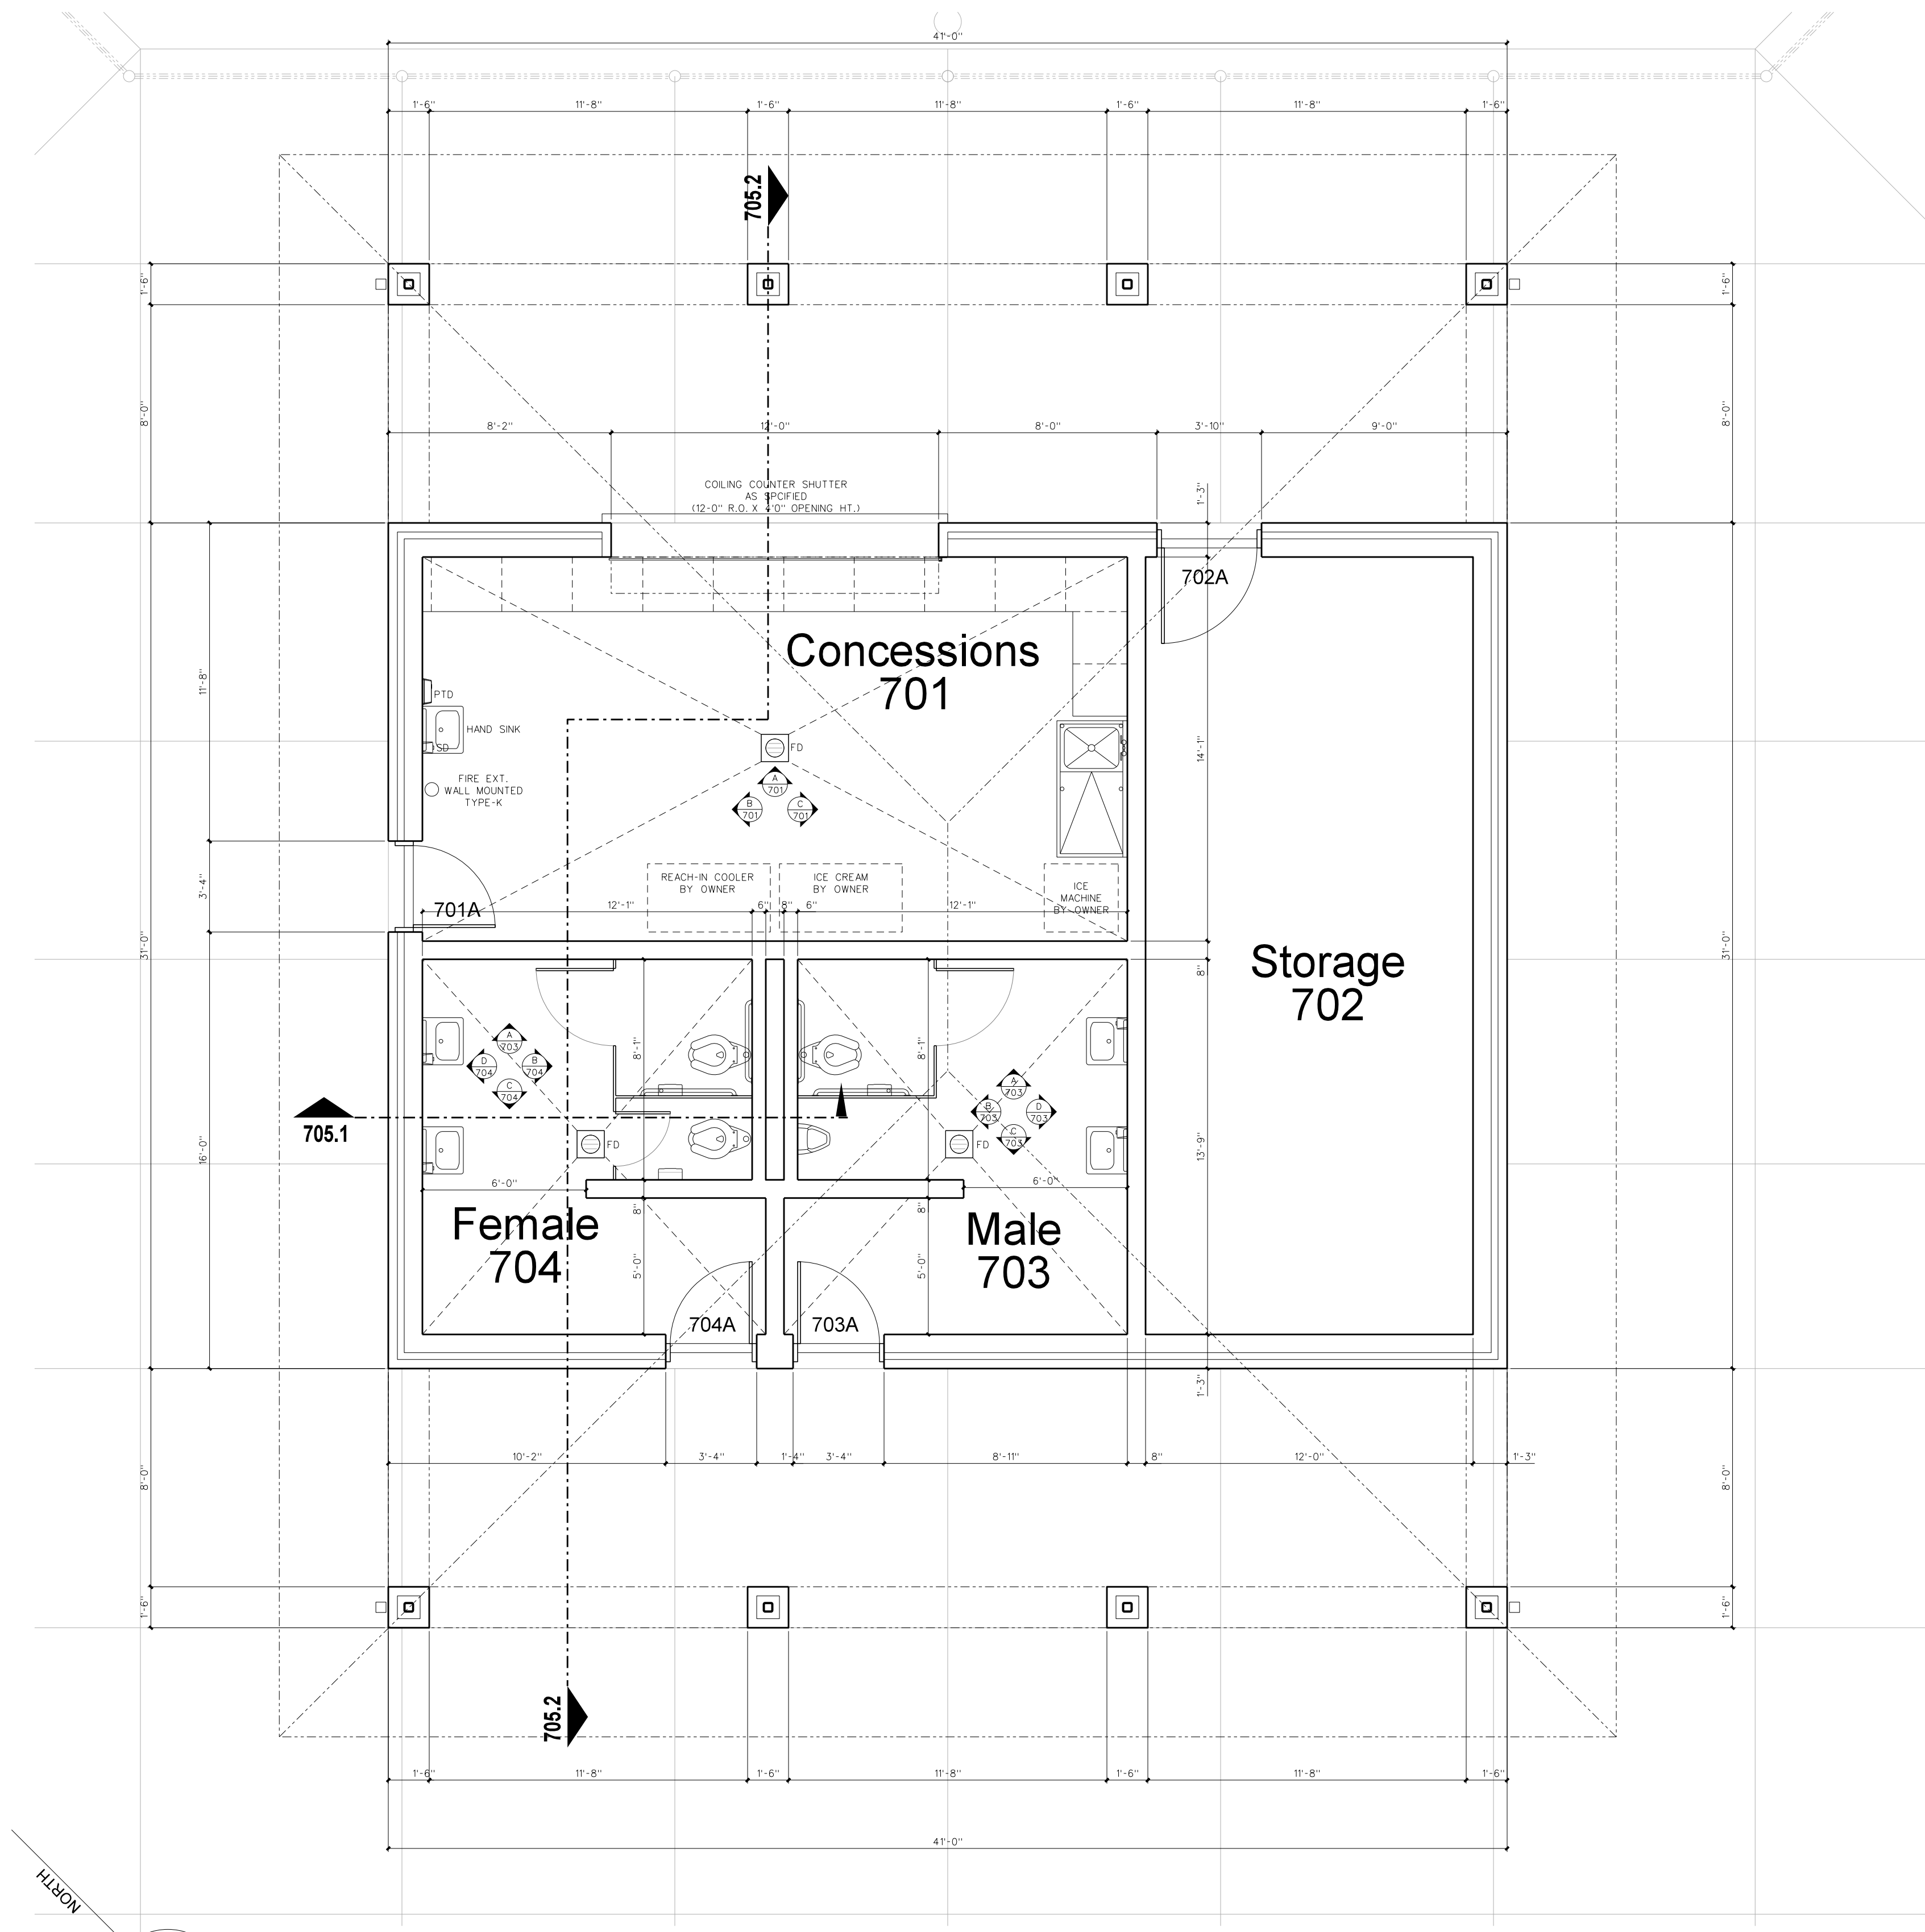 41'-0"
1'-6" 11'-8" 1'-6" 11'-8" 1'-6" 11'-8" 1'-6"
705.2
1'-6"
1'-6"
8'-0"
8'-0"
8'-2" 12'-0" 8'-0" 3'-10" 9'-0"
COILING COUNTER SHUTTER
AS SPCIFIED
(12-0" R.O. X 4'0" OPENING HT.)
1'-3"
702A
Concessions
701
11'-8"
PTD
HAND SINK
SD
FD
14'-1"
FIRE EXT.
WALL MOUNTED
TYPE-K
A
701
B
701
C
701
3'-4"
REACH-IN COOLER
BY OWNER
ICE CREAM
BY OWNER
ICE
MACHINE
BY OWNER
701A
12'-1" 6" 8" 6" 12'-1"
31'-0"
31'-0"
Storage
702
8"
A
703
D
704
B
704
C
704
8'-1"
8'-1"
A
703
B
703
D
703
C
703
705.1
FD
FD
16'-0"
13'-9"
6'-0"
6'-0"
8"
8"
Female
704
Male
703
5'-0"
5'-0"
704A
703A
1'-3"
10'-2" 3'-4" 1'-4" 3'-4" 8'-11" 8" 12'-0" 1'-3"
8'-0"
8'-0"
1'-6"
1'-6"
705.2
1'-6" 11'-8" 1'-6" 11'-8" 1'-6" 11'-8" 1'-6"
41'-0"
NORTH